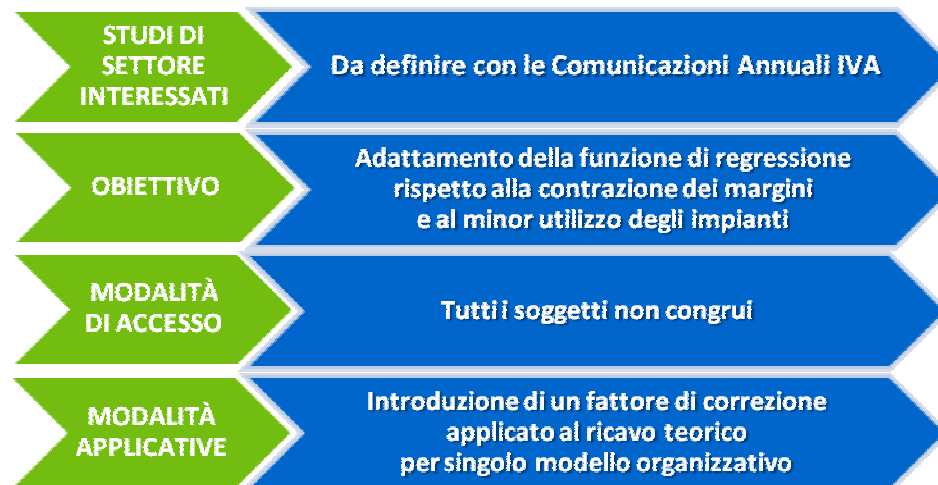 STUDI DI
SETTORE
INTERESSATI
Da definire con le Comunicazioni Annuali IVA
OBIETTIVO
Adattamento della funzione di regressione
rispetto alla contrazione dei margini
e al minor utilizzo degli impianti
MODALITÀ
DI ACCESSO
Tutti i soggetti non congrui
MODALITÀ
APPLICATIVE
Introduzione di un fattore di correzione
applicato al ricavo teorico
per singolo modello organizzativo